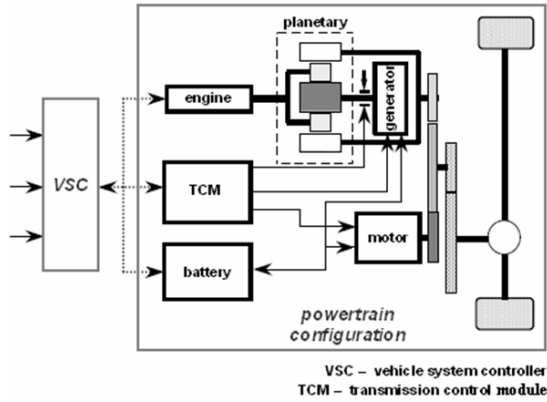 planetary
engine
generator
VSC
TCM
motor
battery
powertrain
configuration
VSC – vehicle system controller
TCM – transmission control module